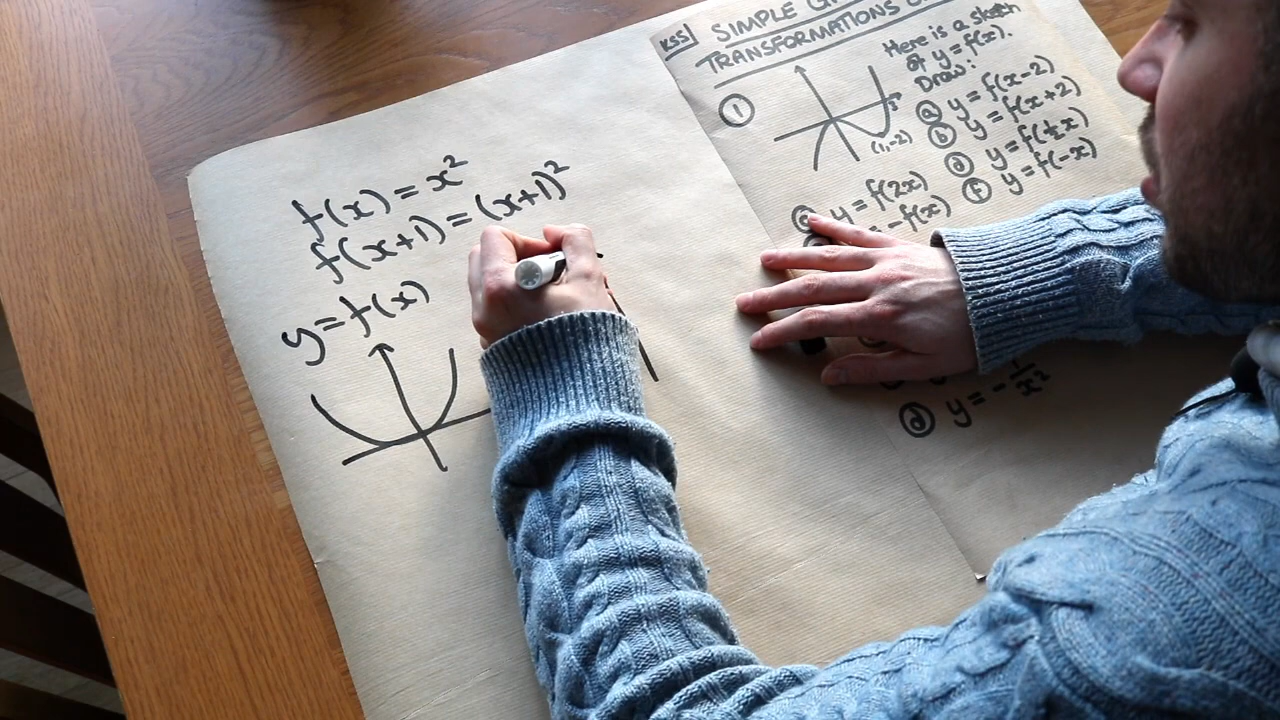 f(x) = x²
f(x+1) = (x+1)²
y = f(x)
KS5 SIMPLE
TRANSFORMATIONS
① Here is a sketch
of y = f(x).
Draw:
(1,-2)
ⓐ y = f(x-2)
ⓑ y = f(x+2)
ⓒ y = f(2x)
ⓓ y = f(½x)
-f(x)
ⓕ y = f(-x)
ⓓ y = -1/x²